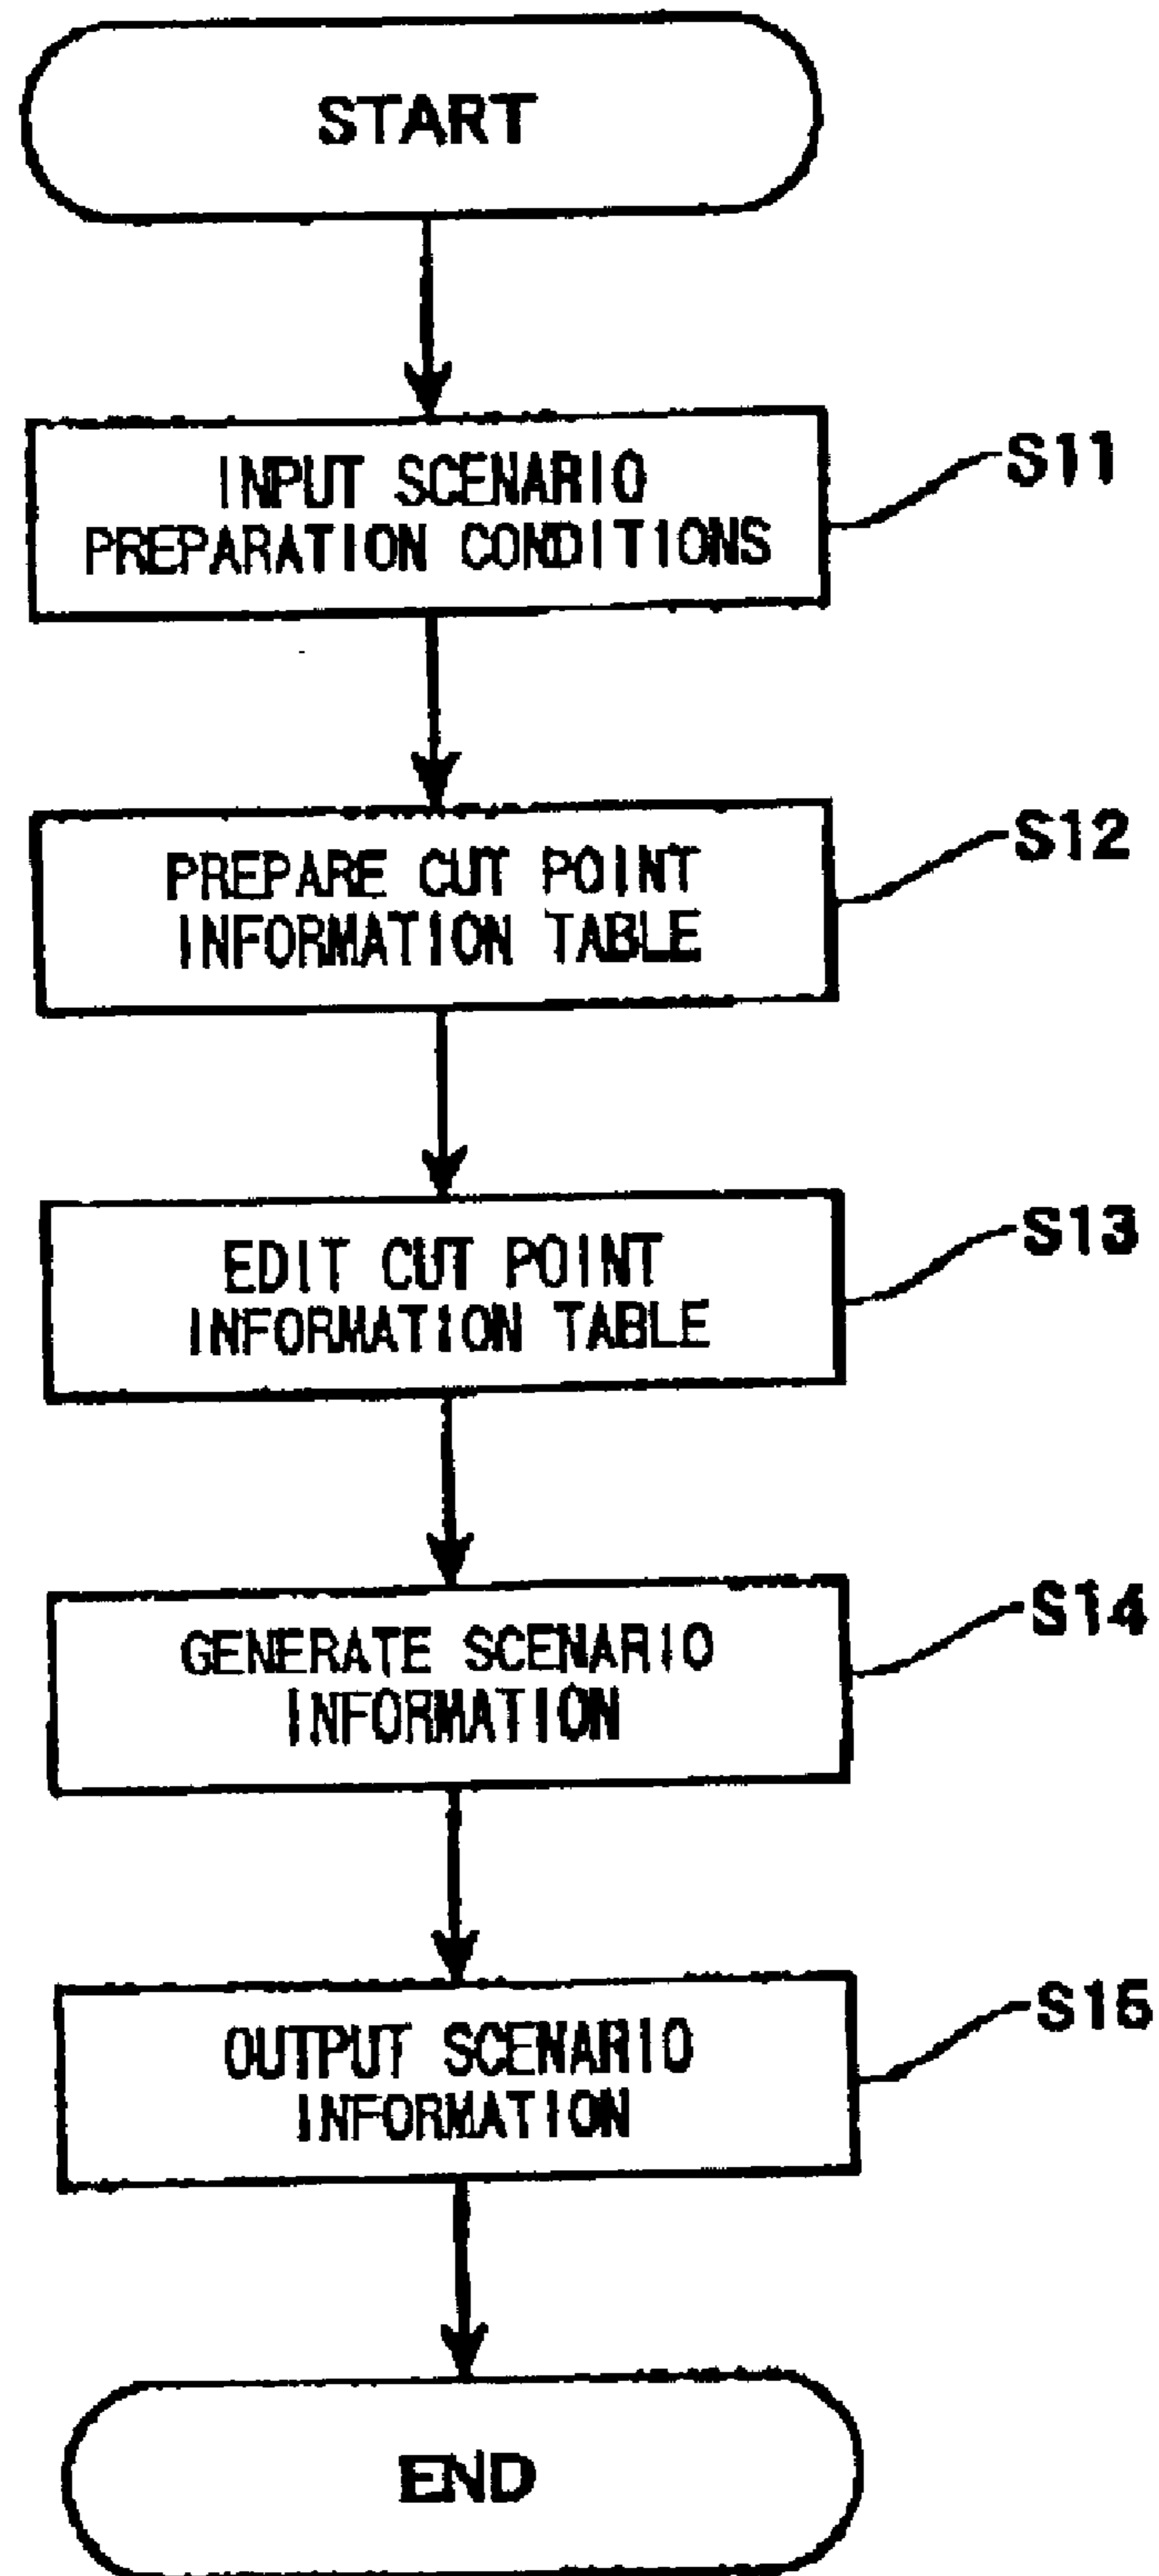 START
INPUT SCENARIO
PREPARATION CONDITIONS
S11
PREPARE CUT POINT
INFORMATION TABLE
S12
EDIT CUT POINT
INFORMATION TABLE
S13
GENERATE SCENARIO
INFORMATION
S14
OUTPUT SCENARIO
INFORMATION
S15
END